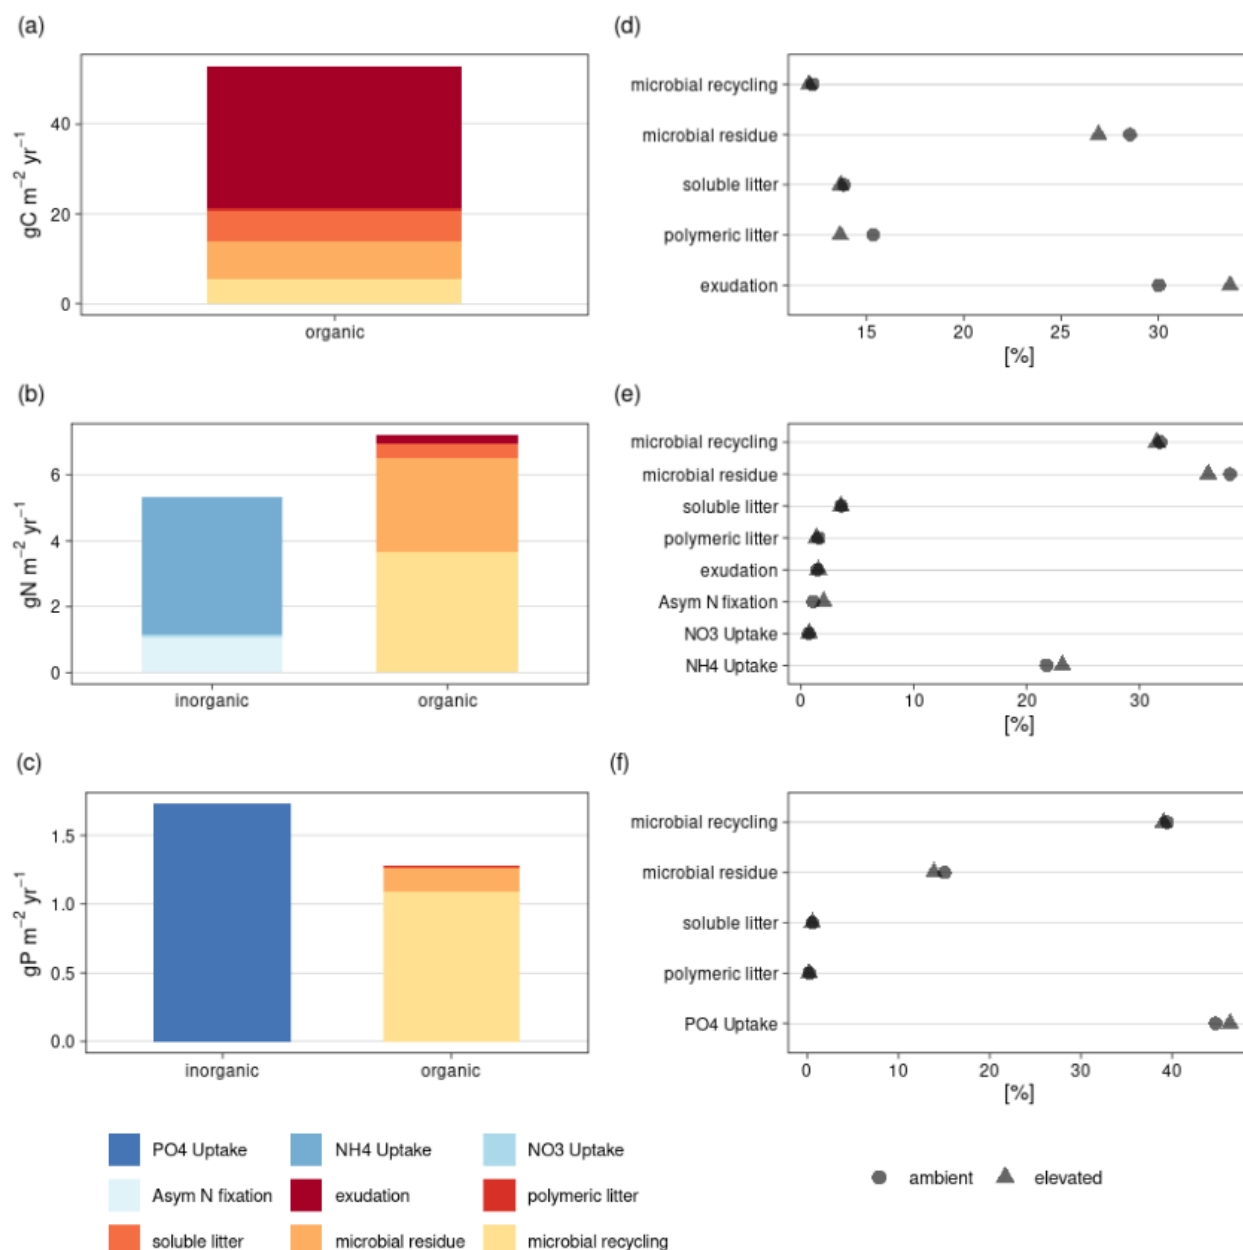 (a)
gC m⁻² yr⁻¹
40
20
0
organic
(d)
microbial recycling
microbial residue
soluble litter
polymeric litter
exudation
15 20 25 30
[%]
(b)
gN m⁻² yr⁻¹
6
4
2
0
inorganic organic
(e)
microbial recycling
microbial residue
soluble litter
polymeric litter
exudation
Asym N fixation
NO3 Uptake
NH4 Uptake
0 10 20 30
[%]
(c)
gP m⁻² yr⁻¹
1.5
1.0
0.5
0.0
inorganic organic
(f)
microbial recycling
microbial residue
soluble litter
polymeric litter
PO4 Uptake
0 10 20 30 40
[%]
PO4 Uptake NH4 Uptake NO3 Uptake
Asym N fixation exudation polymeric litter
soluble litter microbial residue microbial recycling
ambient elevated